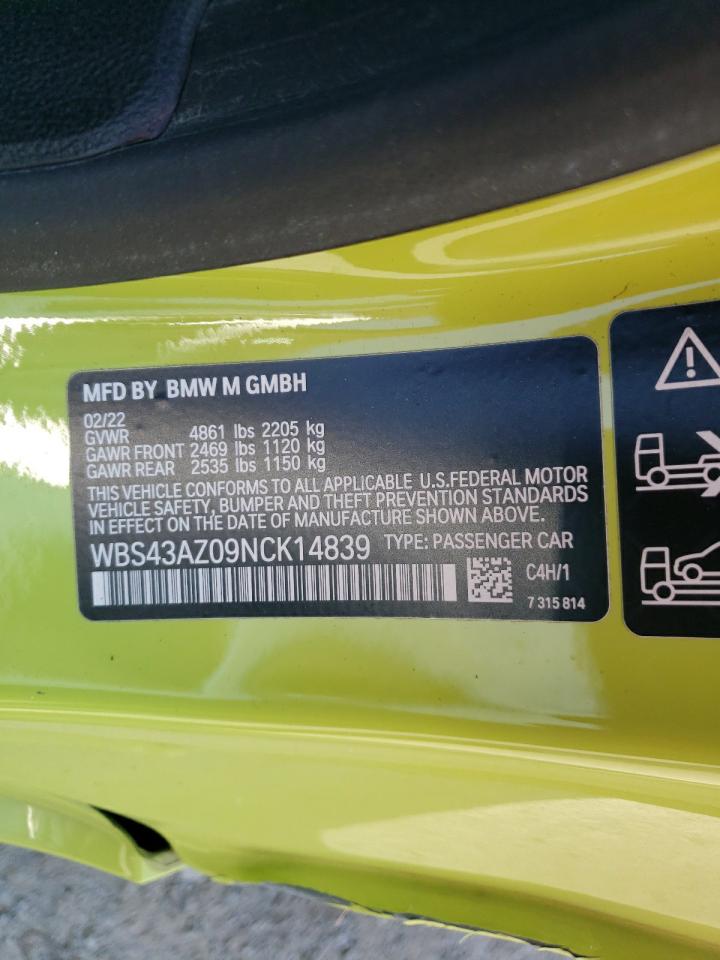 MFD BY BMW M GMBH
02/22
GVWR 4861 lbs 2205 kg
GAWR FRONT 2469 lbs 1120 kg
GAWR REAR 2535 lbs 1150 kg
THIS VEHICLE CONFORMS TO ALL APPLICABLE U.S.FEDERAL MOTOR
VEHICLE SAFETY, BUMPER AND THEFT PREVENTION STANDARDS
IN EFFECT ON THE DATE OF MANUFACTURE SHOWN ABOVE.
WBS43AZ09NCK14839 TYPE: PASSENGER CAR
C4H/1
7 315 814